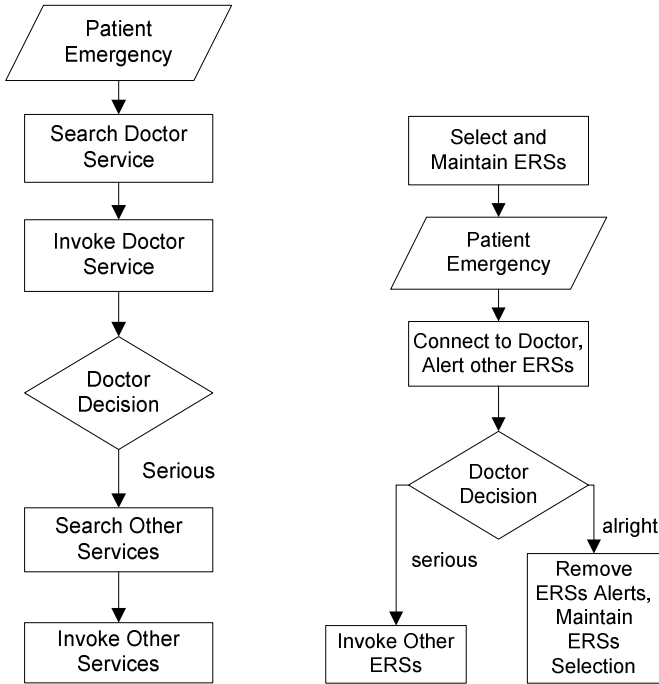 Patient
Emergency
Search Doctor
Service
Invoke Doctor
Service
Doctor
Decision
Serious
Search Other
Services
Invoke Other
Services
Select and
Maintain ERSs
Patient
Emergency
Connect to Doctor,
Alert other ERSs
Doctor
Decision
serious
alright
Invoke Other
ERSs
Remove
ERSs Alerts,
Maintain
ERSs
Selection